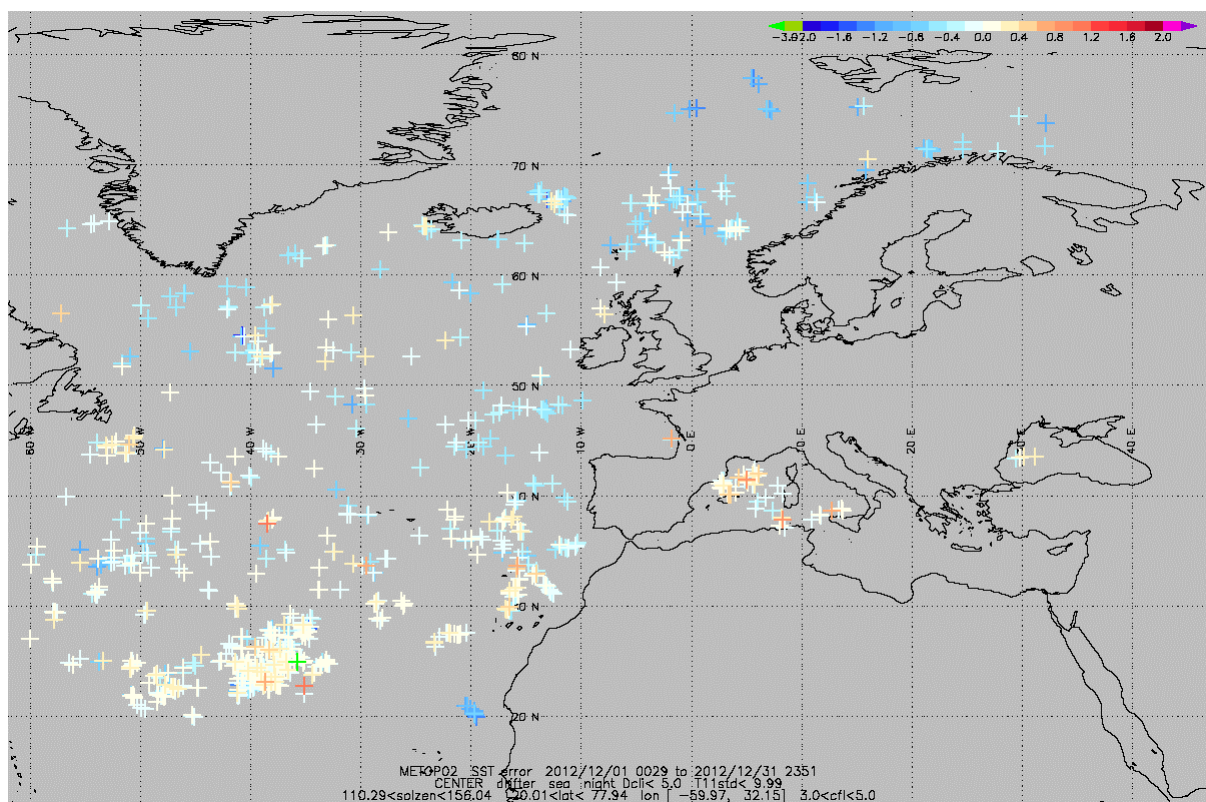 -3.0 -2.0 -1.6 -1.2 -0.8 -0.4 0.0 0.4 0.8 1.2 1.6 2.0
80 N
70 N
60 N
50 N
60 W 50 W 40 W 30 W 20 W 0 E 10 E 20 E 30 E 40 E
40 N
30 N
20 N
METOP02 SST error 2012/12/01 0029 to 2012/12/31 2351
CENTER drifter sea night Dcli< 5.0 T11std< 9.99
110.29<solzen<156.04 20.01<lat< 77.94 lon [ -59.97, 32.15] 3.0<cfl<5.0